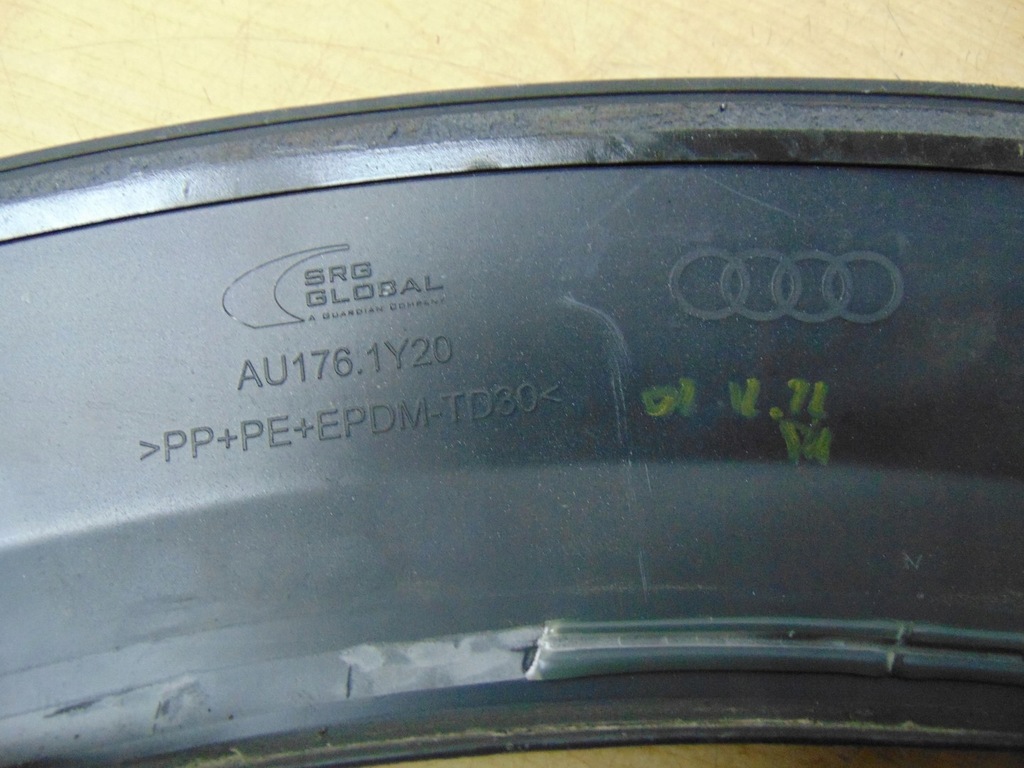 SRG
GLOBAL
A GUARDIAN COMPANY
AU176.1Y20
>PP+PE+EPDM-TD30<
N